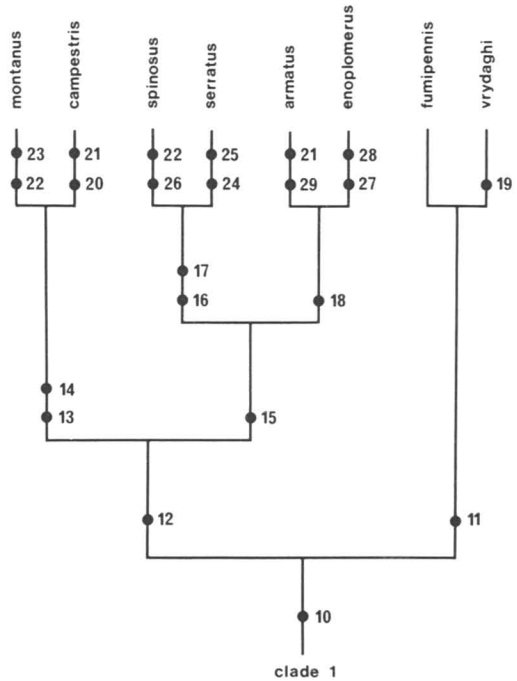 montanus
campestris
spinosus
serratus
armatus
enoplomerus
fumipennis
vrydaghi
23 21 22 25 21 28
22 20 26 24 29 27 19
17
16 18
14
13 15
12 11
10
clade 1